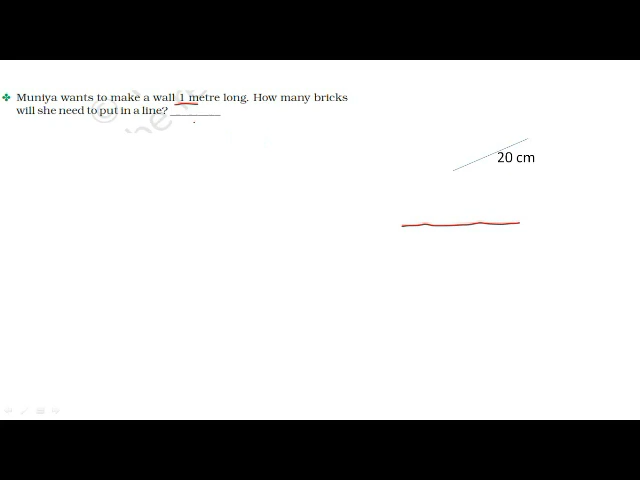 Muniya wants to make a wall 1 metre long. How many bricks
will she need to put in a line? ________
20 cm